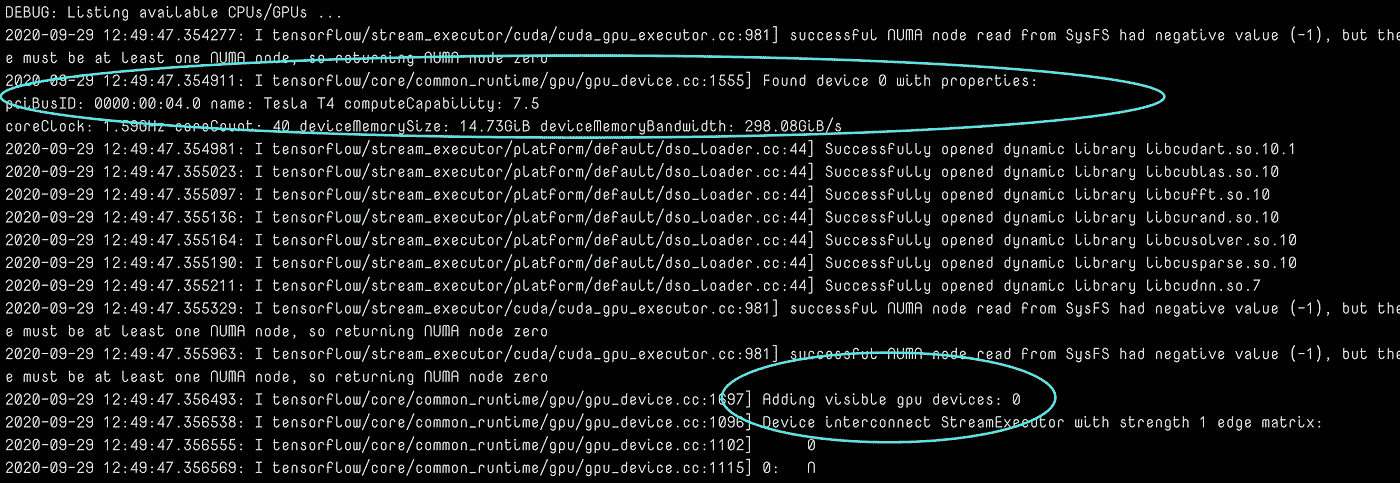 DEBUG: Listing available CPUs/GPUs ...
2020-09-29 12:49:47.354277: I tensorflow/stream_executor/cuda/cuda_gpu_executor.cc:981] successful NUMA node read from SysFS had negative value (-1), but the
e must be at least one NUMA node, so returning NUMA node zero
2020-09-29 12:49:47.354911: I tensorflow/core/common_runtime/gpu/gpu_device.cc:1555] Found device 0 with properties:
pciBusID: 0000:00:04.0 name: Tesla T4 computeCapability: 7.5
coreClock: 1.59GHz coreCount: 40 deviceMemorySize: 14.73GiB deviceMemoryBandwidth: 298.08GiB/s
2020-09-29 12:49:47.354981: I tensorflow/stream_executor/platform/default/dso_loader.cc:44] Successfully opened dynamic library libcudart.so.10.1
2020-09-29 12:49:47.355023: I tensorflow/stream_executor/platform/default/dso_loader.cc:44] Successfully opened dynamic library libcublas.so.10
2020-09-29 12:49:47.355097: I tensorflow/stream_executor/platform/default/dso_loader.cc:44] Successfully opened dynamic library libcufft.so.10
2020-09-29 12:49:47.355136: I tensorflow/stream_executor/platform/default/dso_loader.cc:44] Successfully opened dynamic library libcurand.so.10
2020-09-29 12:49:47.355164: I tensorflow/stream_executor/platform/default/dso_loader.cc:44] Successfully opened dynamic library libcusolver.so.10
2020-09-29 12:49:47.355190: I tensorflow/stream_executor/platform/default/dso_loader.cc:44] Successfully opened dynamic library libcusparse.so.10
2020-09-29 12:49:47.355211: I tensorflow/stream_executor/platform/default/dso_loader.cc:44] Successfully opened dynamic library libcudnn.so.7
2020-09-29 12:49:47.355329: I tensorflow/stream_executor/cuda/cuda_gpu_executor.cc:981] successful NUMA node read from SysFS had negative value (-1), but the
e must be at least one NUMA node, so returning NUMA node zero
2020-09-29 12:49:47.355963: I tensorflow/stream_executor/cuda/cuda_gpu_executor.cc:981] successful NUMA node read from SysFS had negative value (-1), but the
e must be at least one NUMA node, so returning NUMA node zero
2020-09-29 12:49:47.356493: I tensorflow/core/common_runtime/gpu/gpu_device.cc:1697] Adding visible gpu devices: 0
2020-09-29 12:49:47.356538: I tensorflow/core/common_runtime/gpu/gpu_device.cc:1096] Device interconnect StreamExecutor with strength 1 edge matrix:
2020-09-29 12:49:47.356555: I tensorflow/core/common_runtime/gpu/gpu_device.cc:1102]      0
2020-09-29 12:49:47.356569: I tensorflow/core/common_runtime/gpu/gpu_device.cc:1115] 0:   N